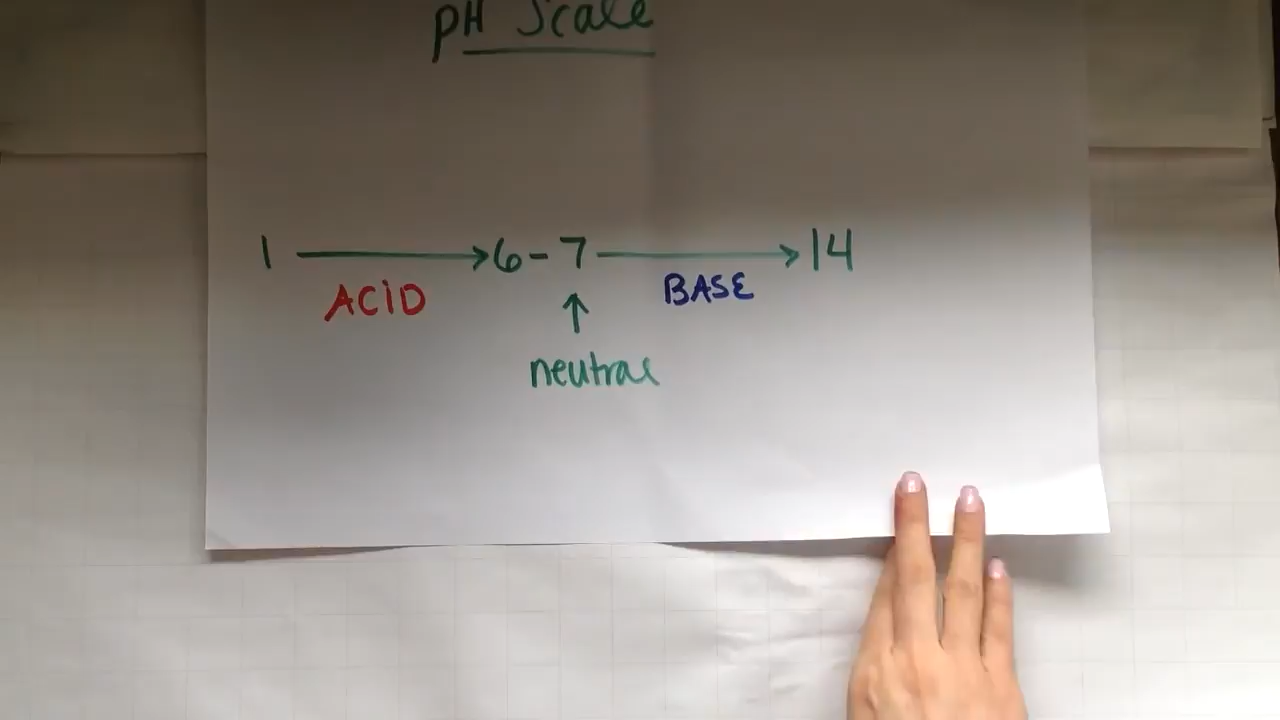 pH Scale
1 → 6 - 7 → 14
ACiD BASE
↑
neutral